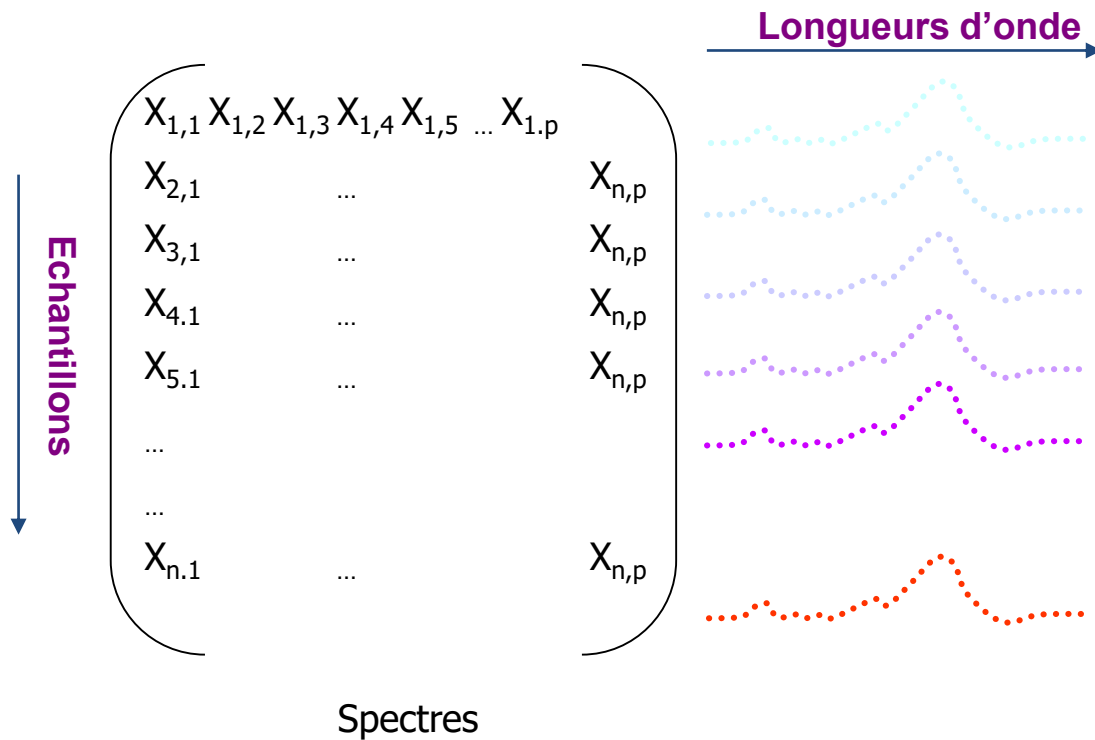 Longueurs d’onde
X1,1 X1,2 X1,3 X1,4 X1,5 ... X1.p
X2,1 ... Xn,p
X3,1 ... Xn,p
X4.1 ... Xn,p
X5.1 ... Xn,p
...
...
Xn.1 ... Xn,p
Echantillons
Spectres